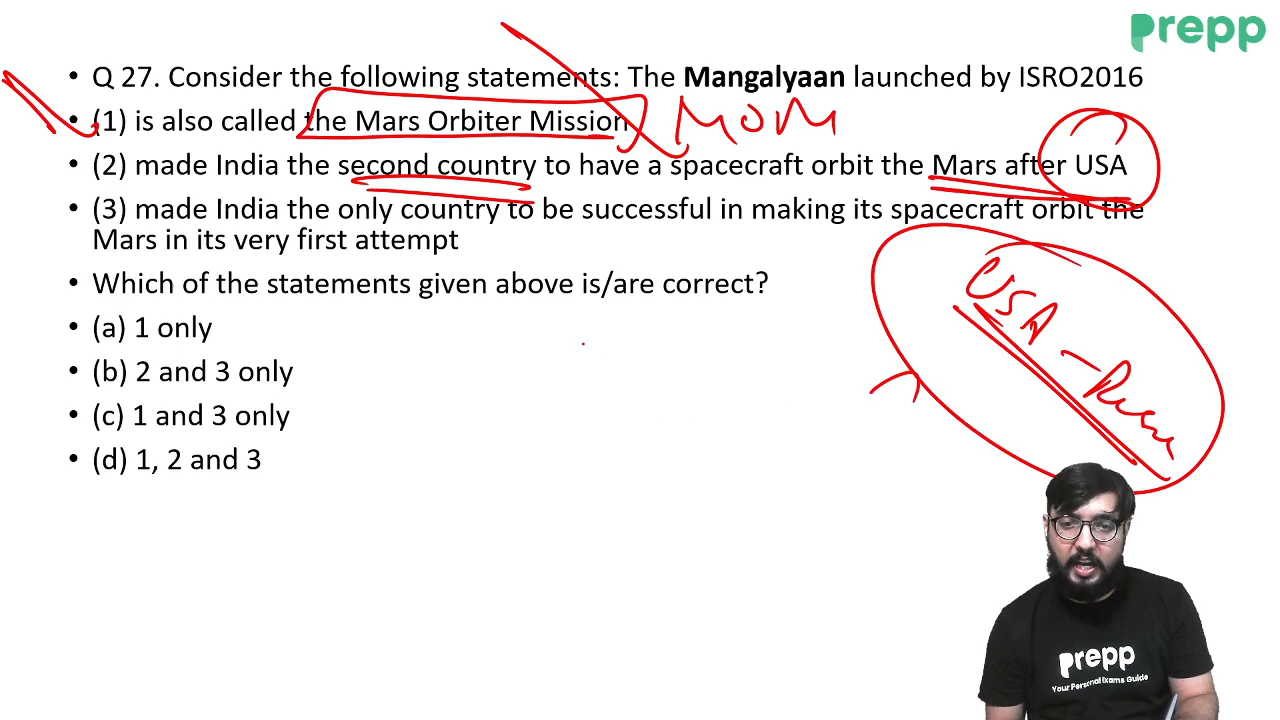 prepp
• Q 27. Consider the following statements: The Mangalyaan launched by ISRO2016
• (1) is also called the Mars Orbiter Mission MOM
• (2) made India the second country to have a spacecraft orbit the Mars after USA
• (3) made India the only country to be successful in making its spacecraft orbit the
Mars in its very first attempt
• Which of the statements given above is/are correct?
USA -
• (a) 1 only
• (b) 2 and 3 only
• (c) 1 and 3 only
• (d) 1, 2 and 3
prepp
Your Personal Exams Guide